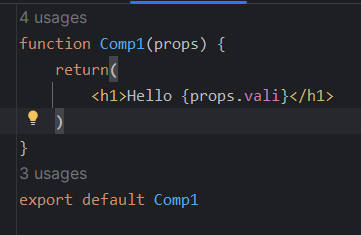 4 usages
function Comp1(props) {
    return(
        <h1>Hello {props.vali}</h1>
    )
}
3 usages
export default Comp1